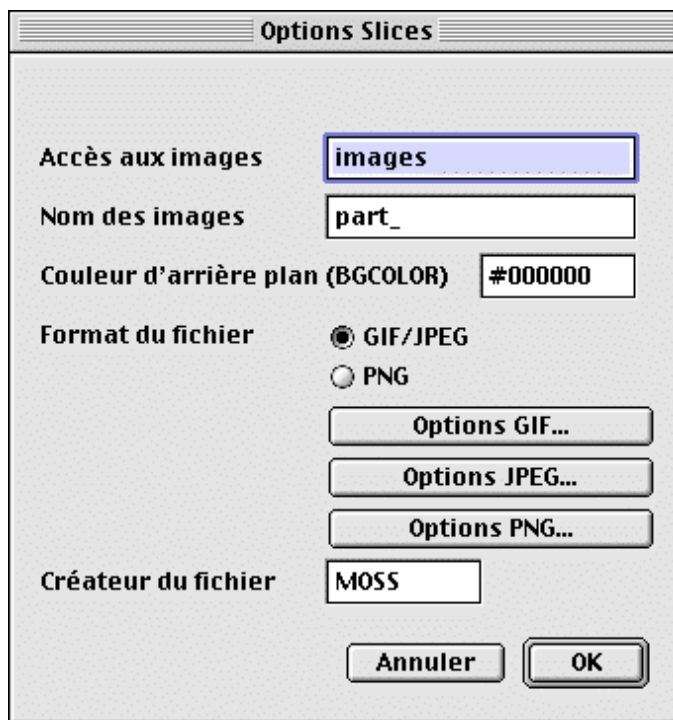 Options Slices
Accès aux images images
Nom des images part_
Couleur d'arrière plan (BGCOLOR) #000000
Format du fichier GIF/JPEG
PNG
Options GIF...
Options JPEG...
Options PNG...
Créateur du fichier MOSS
Annuler OK